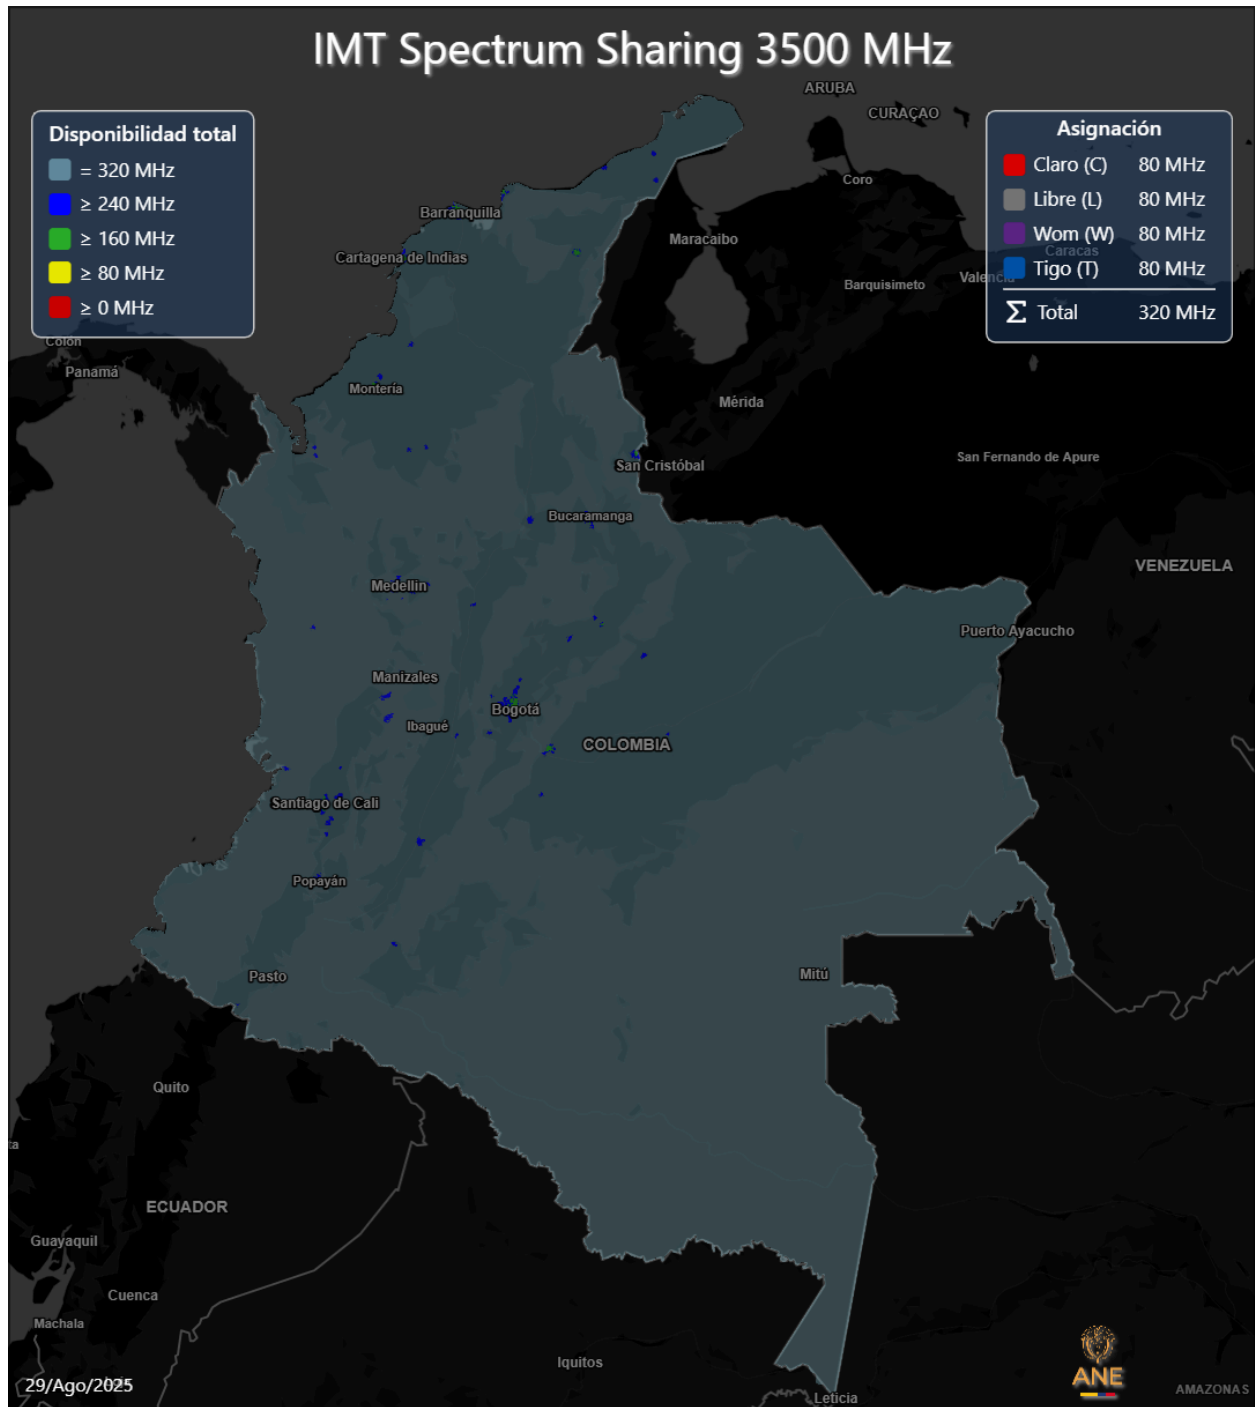 IMT Spectrum Sharing 3500 MHz
Disponibilidad total
= 320 MHz
≥ 240 MHz
≥ 160 MHz
≥ 80 MHz
≥ 0 MHz
Asignación
Claro (C) 80 MHz
Libre (L) 80 MHz
Wom (W) 80 MHz
Tigo (T) 80 MHz
Σ Total 320 MHz
ARUBA
CURAÇAO
Coro
Barranquilla
Maracaibo
Caracas
Cartagena de Indias
Valencia
Barquisimeto
Colón
Panamá
Montería
Mérida
San Cristóbal
San Fernando de Apure
Bucaramanga
VENEZUELA
Medellín
Puerto Ayacucho
Manizales
Bogotá
Ibagué
COLOMBIA
Santiago de Cali
Popayán
Pasto
Mitú
Quito
ECUADOR
Guayaquil
Cuenca
Machala
Iquitos
29/Ago/2025
ANE
AMAZONAS
Leticia